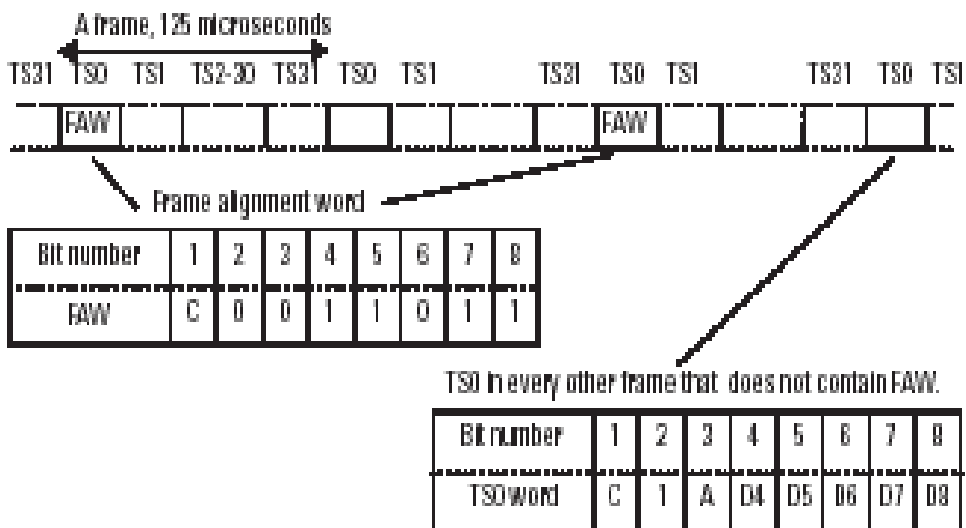 A frame, 125 microseconds
TS31 TS0 TS1 TS2-30 TS31 TS0 TS1 TS31 TS0 TS1 TS31 TS0 TS1
FAW FAW
Frame alignment word
Bit number 1 2 3 4 5 6 7 8
FAW C 0 0 1 1 0 1 1
TS0 in every other frame that does not contain FAW.
Bit number 1 2 3 4 5 6 7 8
TS0 word C 1 A D4 D5 D6 D7 D8